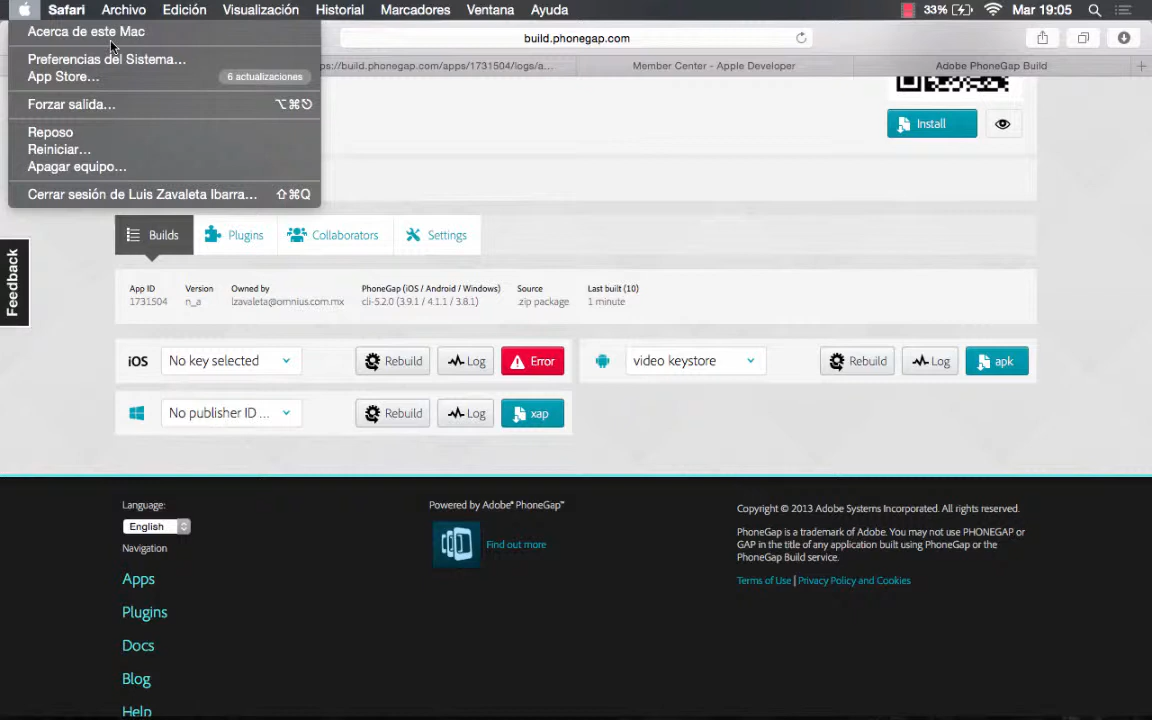 Safari Archivo Edición Visualización Historial Marcadores Ventana Ayuda 33% Mar 19:05
Acerca de este Mac
Preferencias del Sistema...
App Store... 6 actualizaciones
Forzar salida... ⌥⌘⎋
Reposo
Reiniciar...
Apagar equipo...
Cerrar sesión de Luis Zavaleta Ibarra... ⇧⌘Q
build.phonegap.com
ps://build.phonegap.com/apps/1731504/logs/a... Member Center - Apple Developer Adobe PhoneGap Build
Install
Feedback
Builds Plugins Collaborators Settings
App ID Version Owned by PhoneGap (iOS / Android / Windows) Source Last built (10)
1731504 n_a lzavaleta@omnius.com.mx cli-5.2.0 (3.9.1 / 4.1.1 / 3.8.1) .zip package 1 minute
iOS No key selected Rebuild Log Error video keystore Rebuild Log apk
No publisher ID ... Rebuild Log xap
Language:
English
Navigation
Apps
Plugins
Docs
Blog
Help
Powered by Adobe® PhoneGap™
Find out more
Copyright © 2013 Adobe Systems Incorporated. All rights reserved.
PhoneGap is a trademark of Adobe. You may not use PHONEGAP or
GAP in the title of any application built using PhoneGap or the
PhoneGap Build service.
Terms of Use | Privacy Policy and Cookies